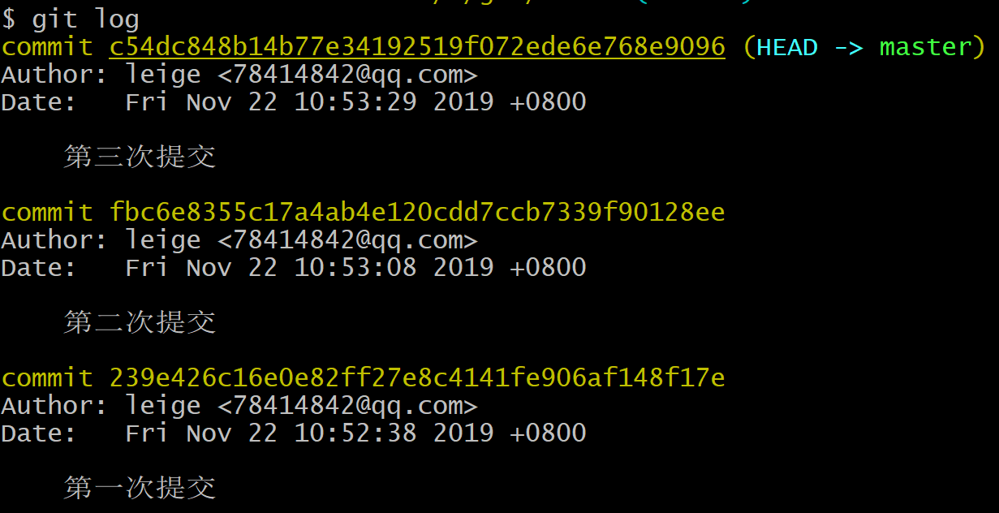 $ git log
commit c54dc848b14b77e34192519f072ede6e768e9096 (HEAD -> master)
Author: leige <78414842@qq.com>
Date:   Fri Nov 22 10:53:29 2019 +0800
第三次提交
commit fbc6e8355c17a4ab4e120cdd7ccb7339f90128ee
Author: leige <78414842@qq.com>
Date:   Fri Nov 22 10:53:08 2019 +0800
第二次提交
commit 239e426c16e0e82ff27e8c4141fe906af148f17e
Author: leige <78414842@qq.com>
Date:   Fri Nov 22 10:52:38 2019 +0800
第一次提交